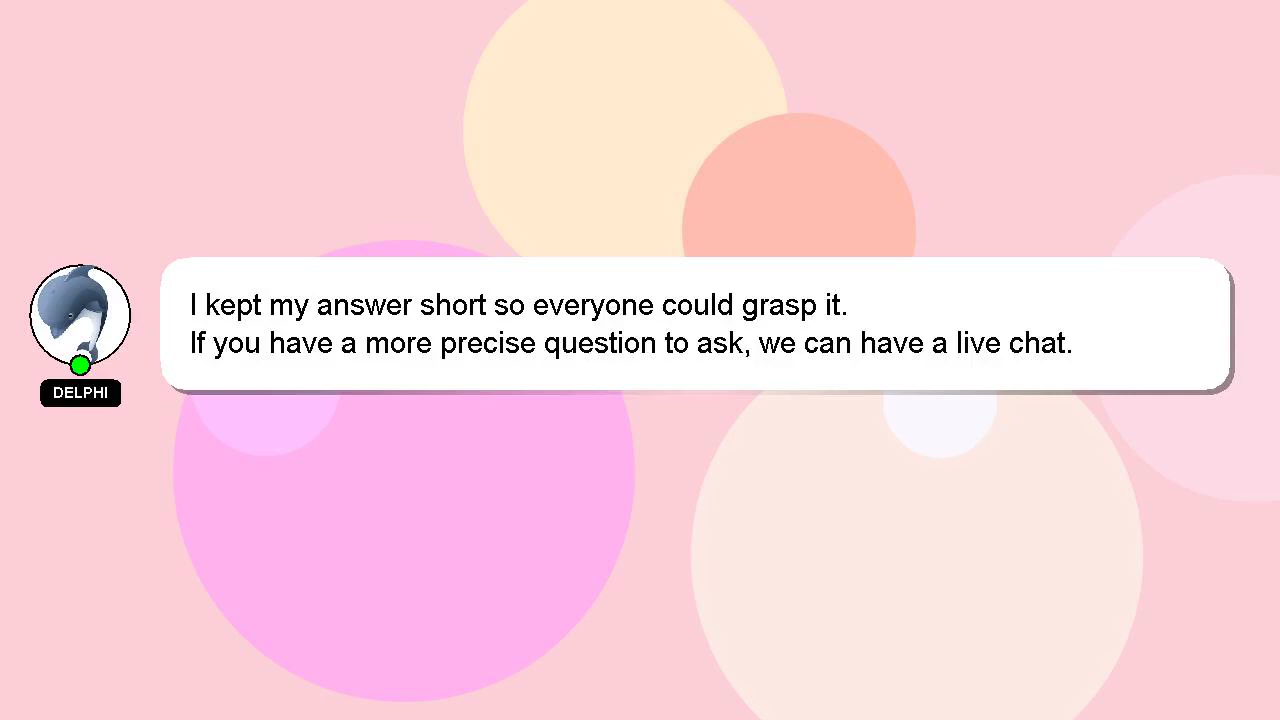 I kept my answer short so everyone could grasp it.
If you have a more precise question to ask, we can have a live chat.
DELPHI